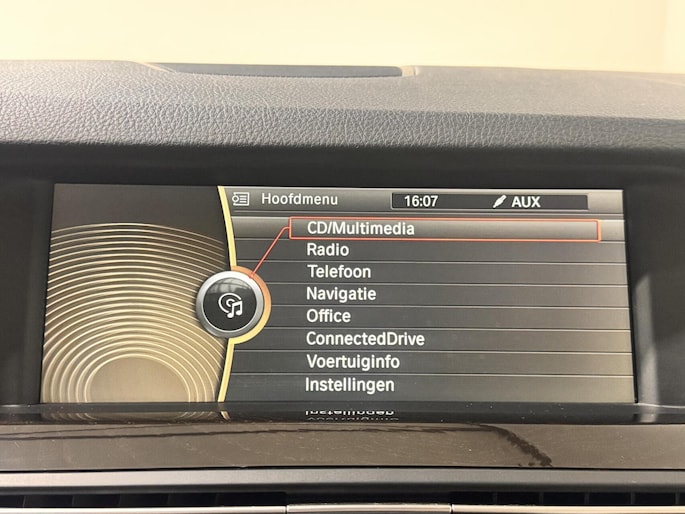 Hoofdmenu 16:07 AUX
CD/Multimedia
Radio
Telefoon
Navigatie
Office
ConnectedDrive
Voertuiginfo
Instellingen